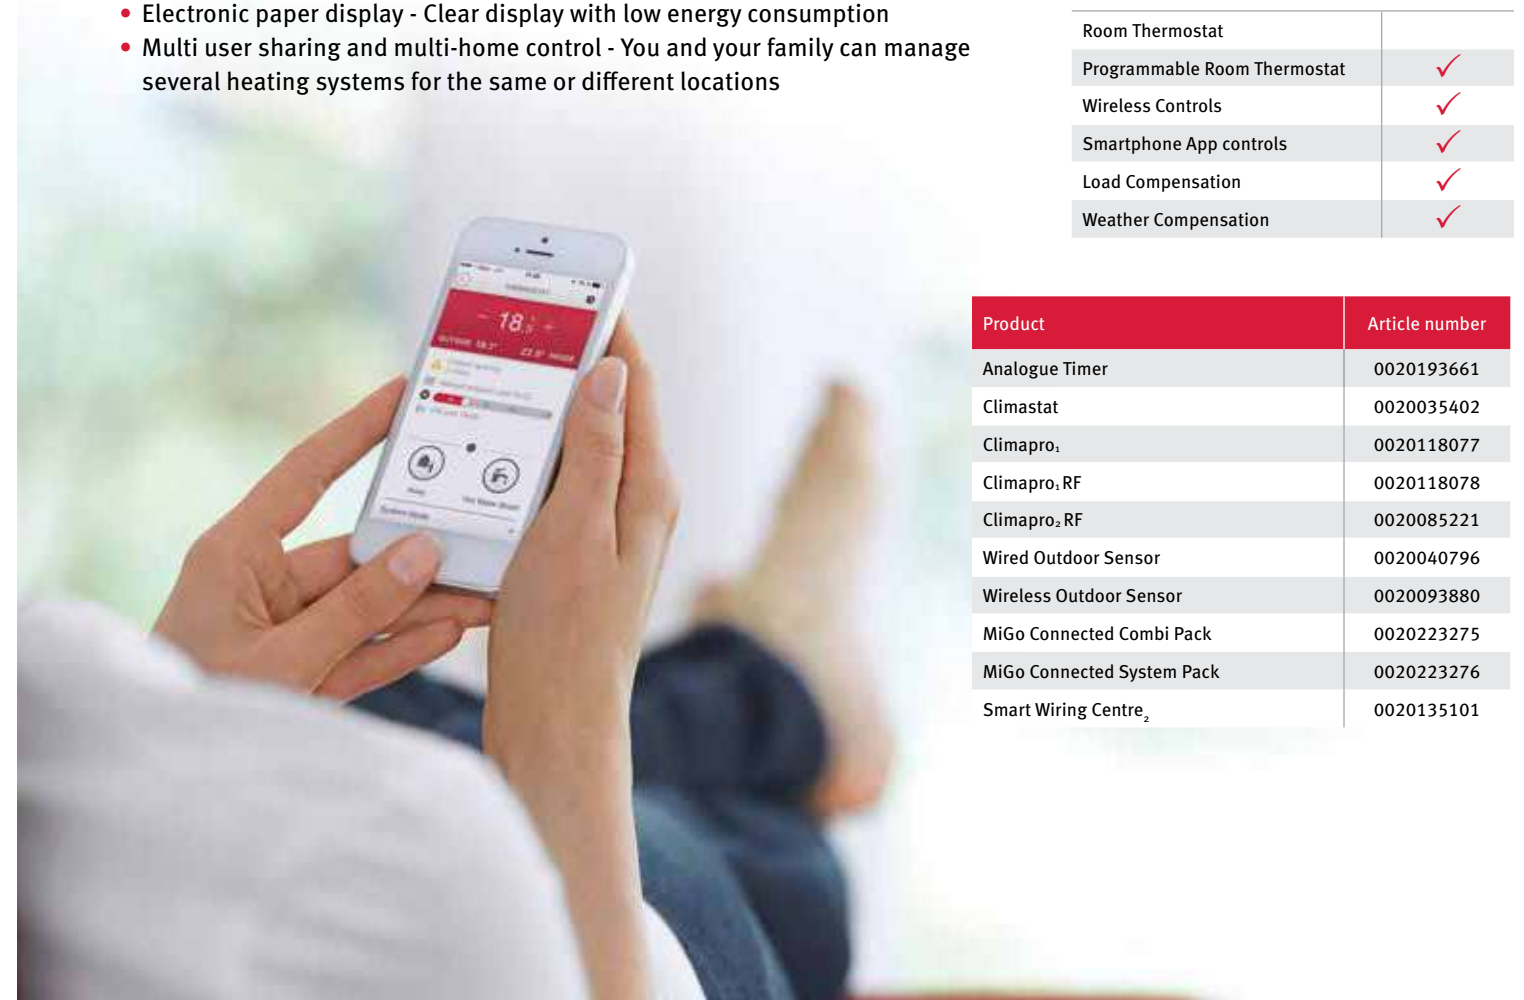 • Electronic paper display - Clear display with low energy consumption
• Multi user sharing and multi-home control - You and your family can manage
several heating systems for the same or different locations
Room Thermostat
Programmable Room Thermostat ✓
Wireless Controls ✓
Smartphone App controls ✓
Load Compensation ✓
Weather Compensation ✓
18.5
Product Article number
Analogue Timer 0020193661
Climastat 0020035402
Climapro₁ 0020118077
Climapro₁ RF 0020118078
Climapro₂ RF 0020085221
Wired Outdoor Sensor 0020040796
Wireless Outdoor Sensor 0020093880
MiGo Connected Combi Pack 0020223275
MiGo Connected System Pack 0020223276
Smart Wiring Centre₂ 0020135101